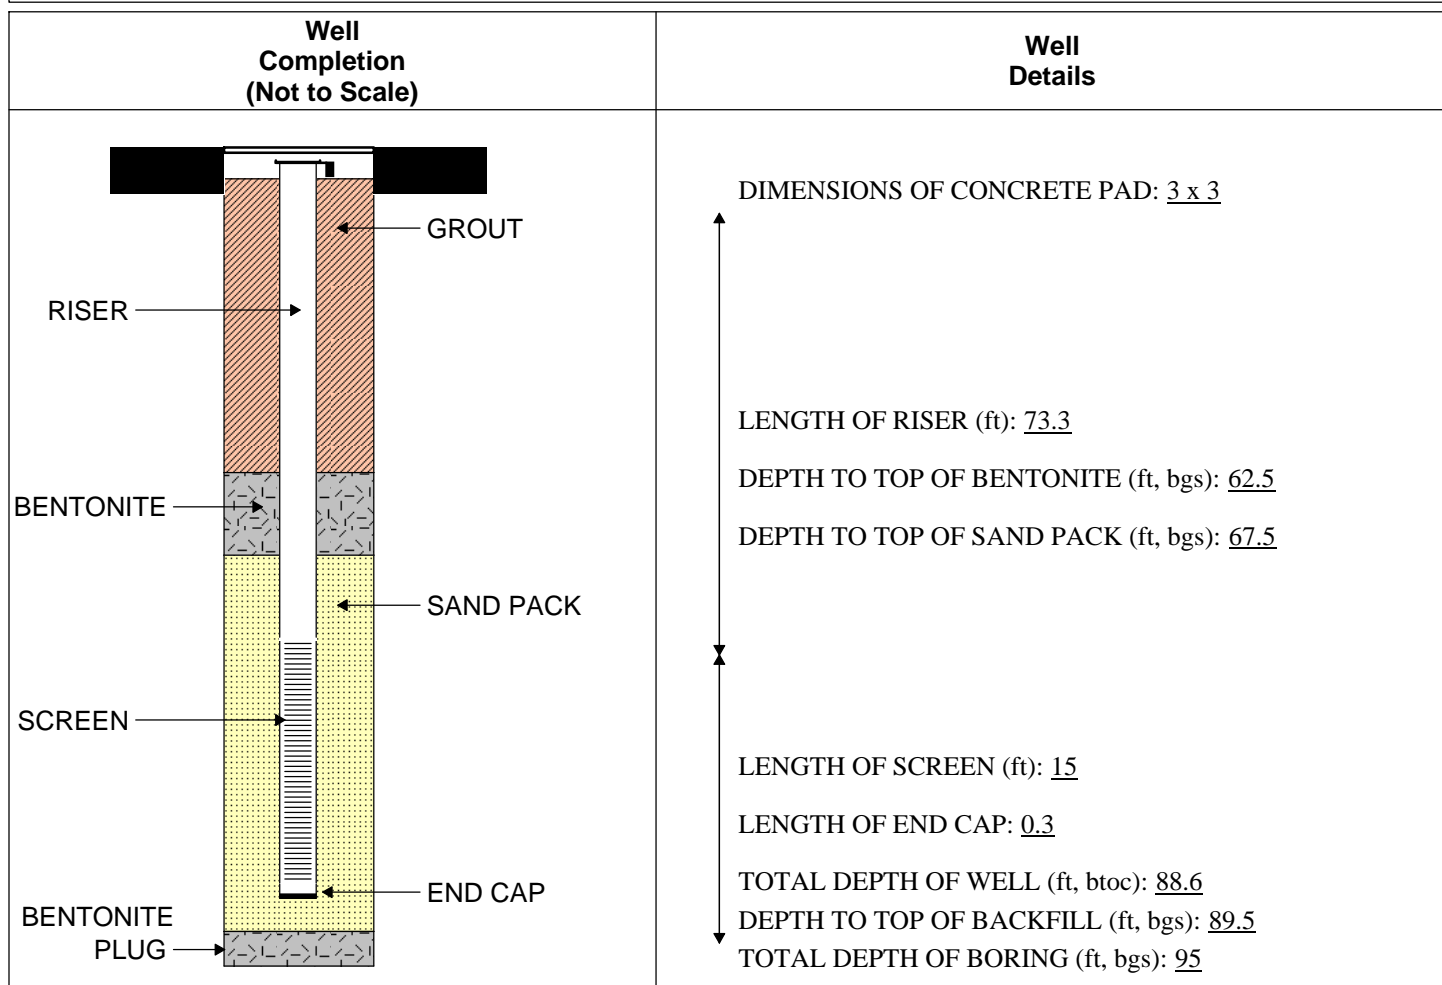 Well
Completion
(Not to Scale)
Well
Details
GROUT
RISER
BENTONITE
SAND PACK
SCREEN
END CAP
BENTONITE
PLUG
DIMENSIONS OF CONCRETE PAD: 3 x 3
LENGTH OF RISER (ft): 73.3
DEPTH TO TOP OF BENTONITE (ft, bgs): 62.5
DEPTH TO TOP OF SAND PACK (ft, bgs): 67.5
LENGTH OF SCREEN (ft): 15
LENGTH OF END CAP: 0.3
TOTAL DEPTH OF WELL (ft, btoc): 88.6
DEPTH TO TOP OF BACKFILL (ft, bgs): 89.5
TOTAL DEPTH OF BORING (ft, bgs): 95